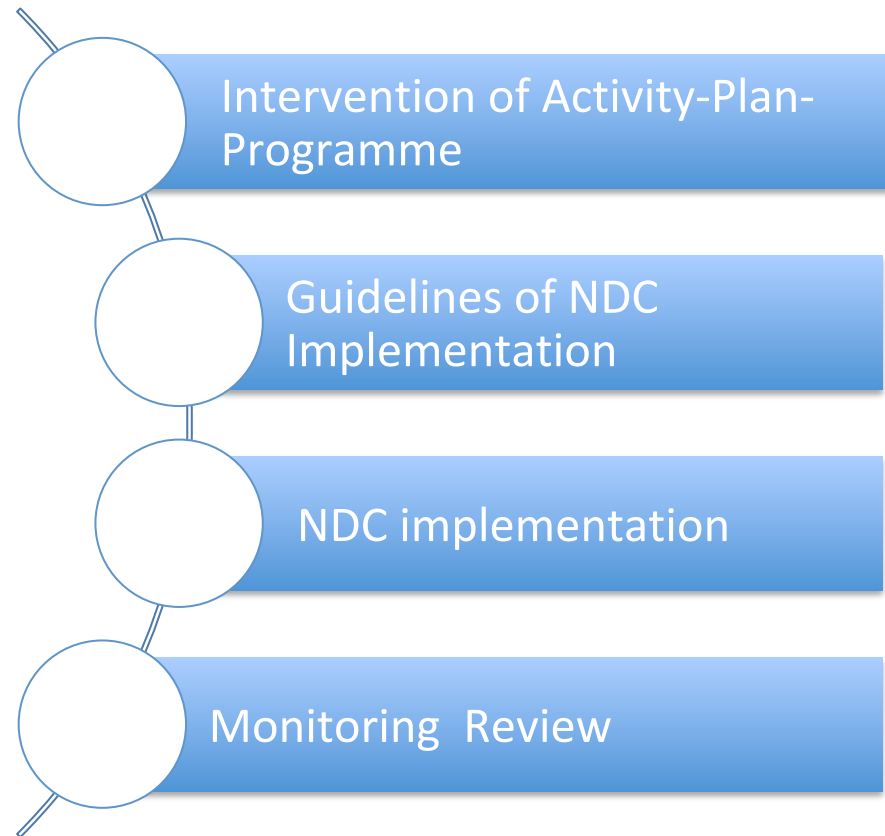 Intervention of Activity-Plan-
Programme
Guidelines of NDC
Implementation
NDC implementation
Monitoring  Review